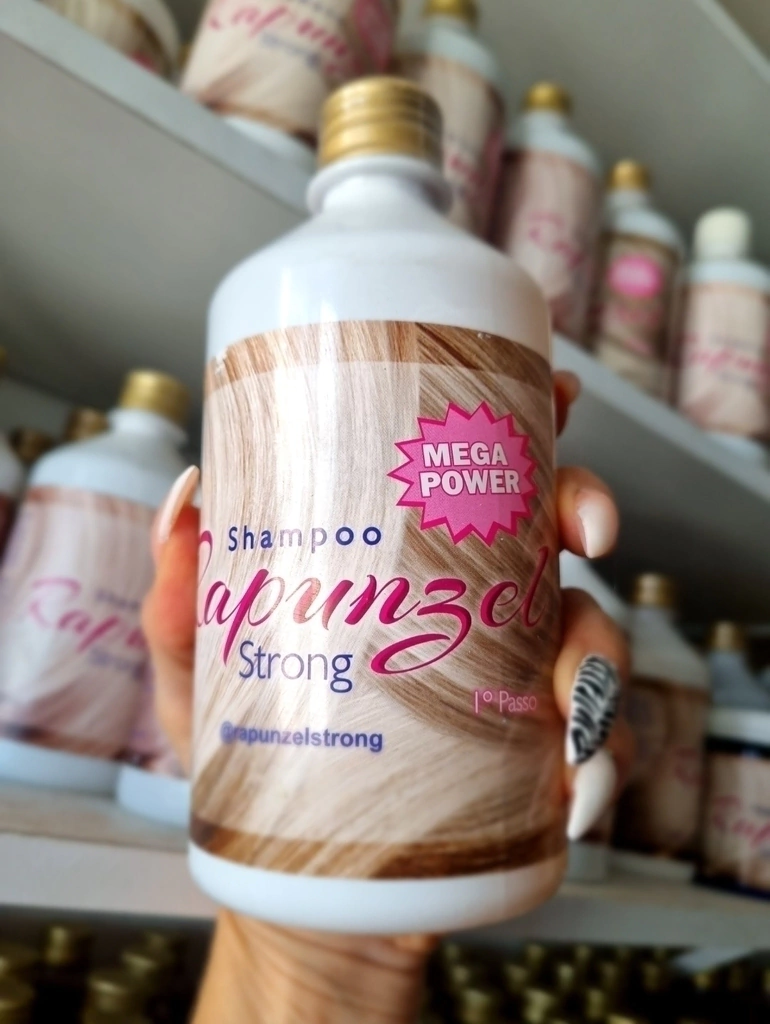 MEGA
POWER
Shampoo
Rapunzel
Strong
1º Passo
@rapunzelstrong